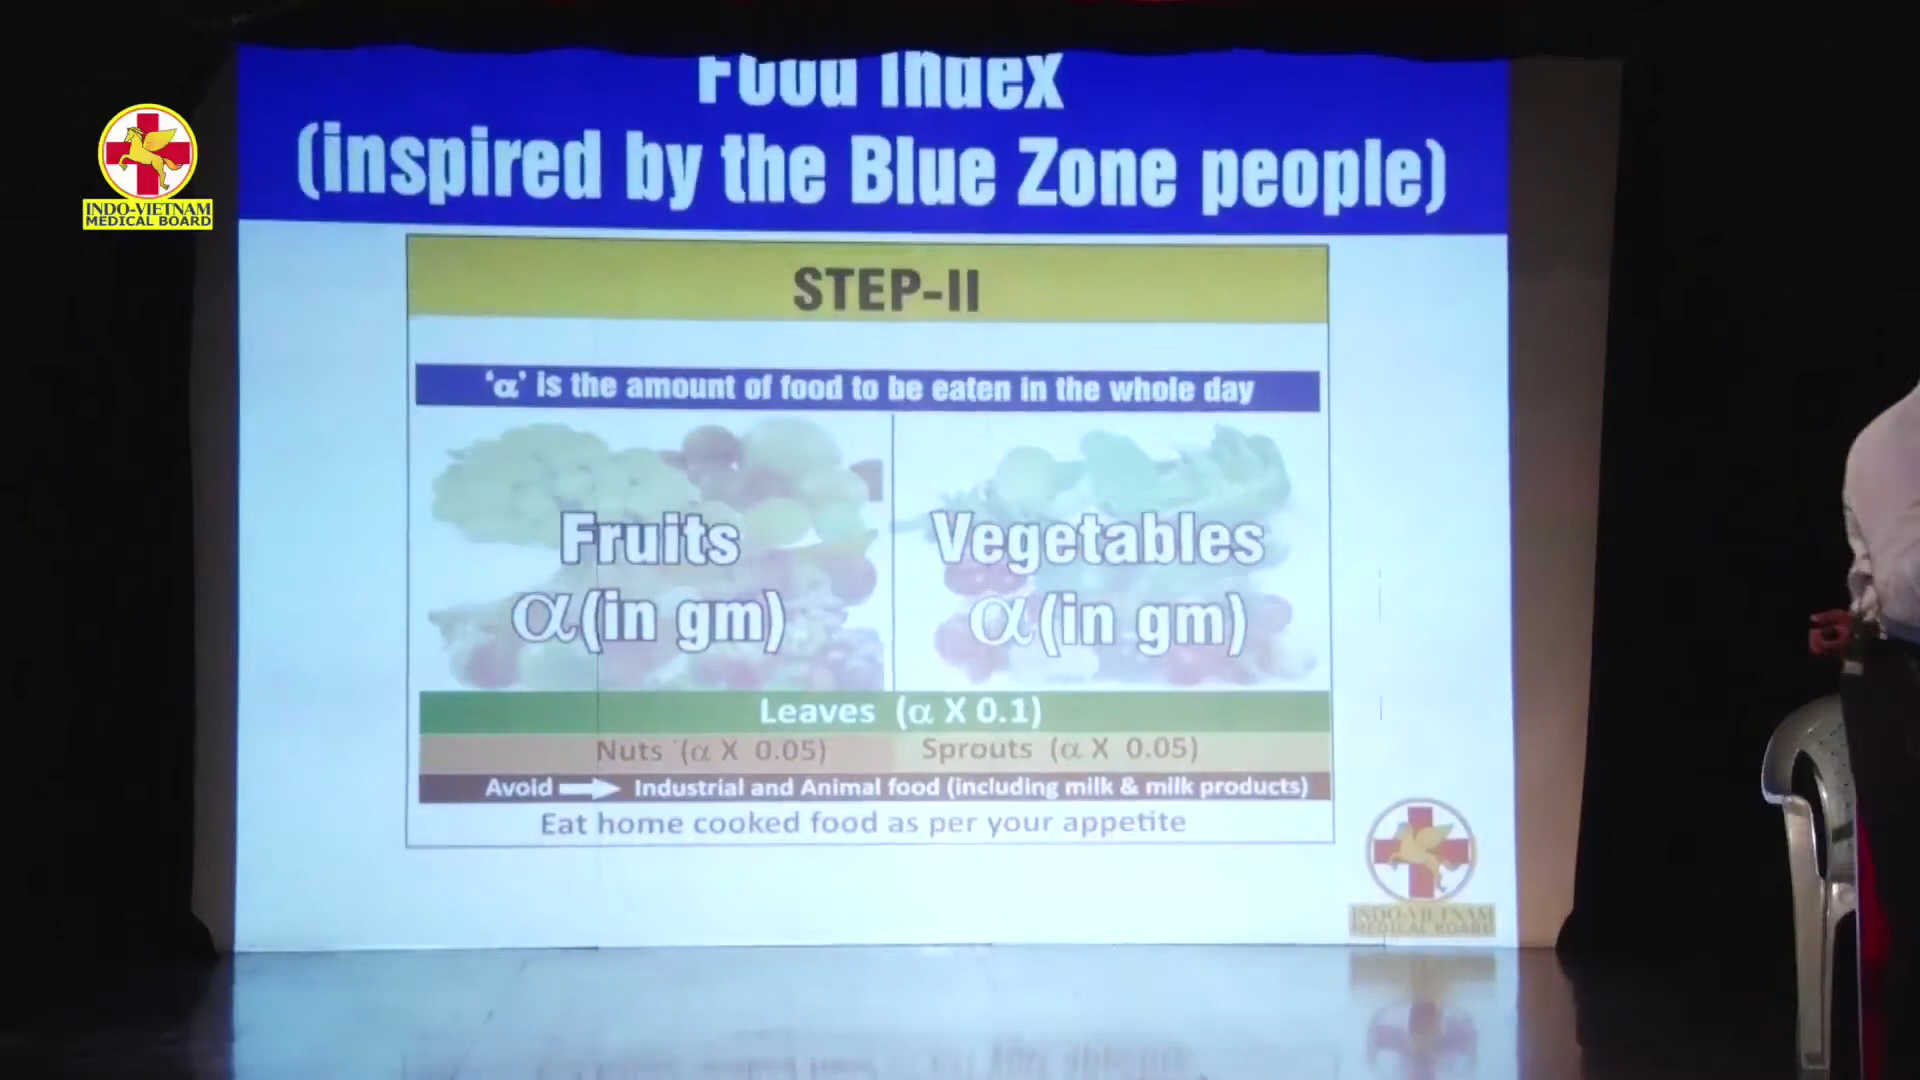 INDO-VIETNAM
MEDICAL BOARD
Food Index
(inspired by the Blue Zone people)
STEP-II
'α' is the amount of food to be eaten in the whole day
Fruits
α(in gm)
Vegetables
α(in gm)
Leaves (α X 0.1)
Nuts (α X 0.05)
Sprouts (α X 0.05)
Avoid → Industrial and Animal food (including milk & milk products)
Eat home cooked food as per your appetite
INDO-VIETNAM
MEDICAL BOARD